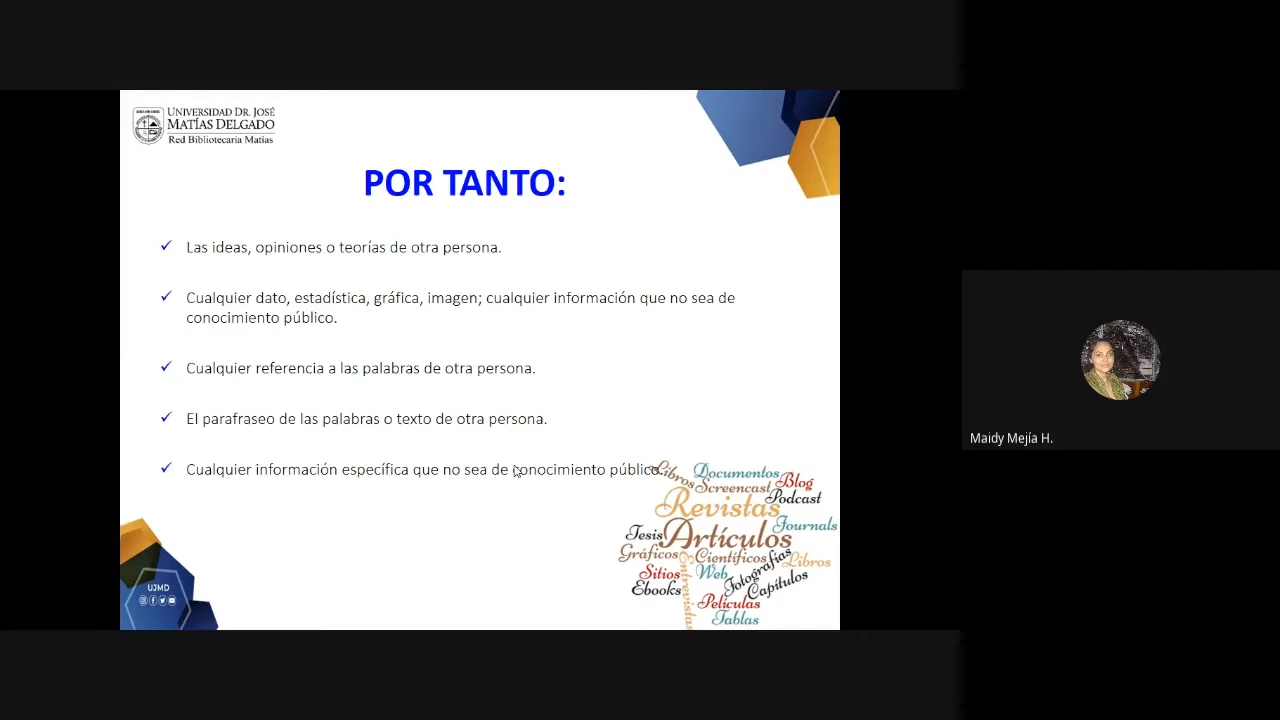 UNIVERSIDAD DR. JOSÉ
MATÍAS DELGADO
Red Bibliotecaria Matías
POR TANTO:
✓ Las ideas, opiniones o teorías de otra persona.
✓ Cualquier dato, estadística, gráfica, imagen; cualquier información que no sea de
conocimiento público.
✓ Cualquier referencia a las palabras de otra persona.
✓ El parafraseo de las palabras o texto de otra persona.
✓ Cualquier información específica que no sea de conocimiento público.
Libros
Documentos
Screencast
Blog
Podcast
Revistas
Journals
Tesis
Artículos
Gráficos
Científicos
Libros
Sitios
Web
Fotografías
Ebooks
Entrevistas
Capítulos
Películas
Tablas
UJMD
Maidy Mejía H.